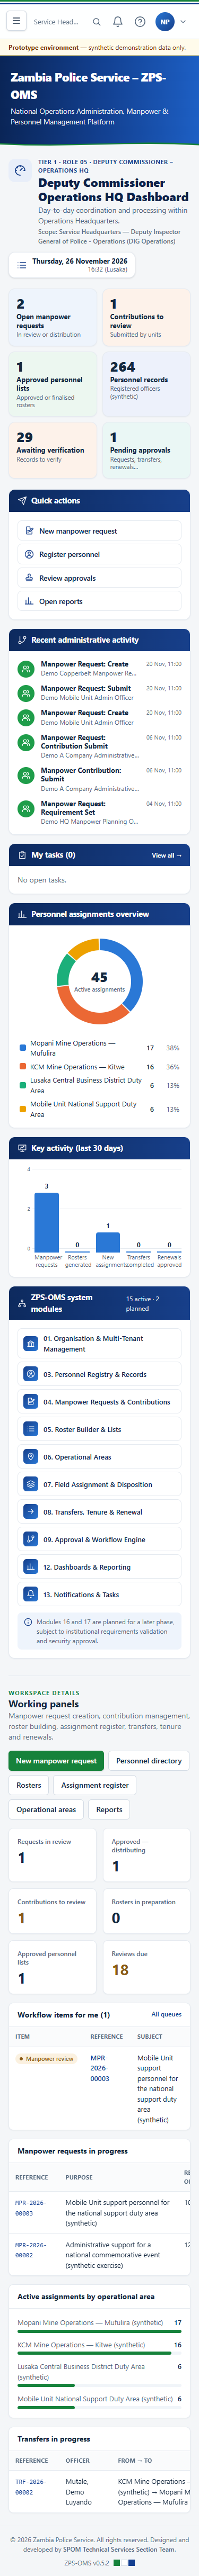 Service Head...
NP
Prototype environment — synthetic demonstration data only.
Zambia Police Service – ZPS-
OMS
National Operations Administration, Manpower &
Personnel Management Platform
TIER 1 · ROLE 05 · DEPUTY COMMISSIONER –
OPERATIONS HQ
Deputy Commissioner
Operations HQ Dashboard
Day-to-day coordination and processing within
Operations Headquarters.
Scope: Service Headquarters — Deputy Inspector
General of Police - Operations (DIG Operations)
Thursday, 26 November 2026
16:32 (Lusaka)
2
Open manpower
requests
In review or distribution
1
Contributions to
review
Submitted by units
1
Approved personnel
lists
Approved or finalised
rosters
264
Personnel records
Registered officers
(synthetic)
29
Awaiting verification
Records to verify
1
Pending approvals
Requests, transfers,
renewals...
Quick actions
New manpower request
Register personnel
Review approvals
Open reports
Recent administrative activity
Manpower Request: Create
20 Nov, 11:00
Demo Copperbelt Manpower Re...
Manpower Request: Submit
20 Nov, 11:00
Demo Mobile Unit Admin Officer
Manpower Request: Create
20 Nov, 11:00
Demo Mobile Unit Admin Officer
Manpower Request:
Contribution Submit
06 Nov, 11:00
Demo A Company Administrative...
Manpower Contribution:
Submit
06 Nov, 11:00
Demo A Company Administrative...
Manpower Request:
Requirement Set
04 Nov, 11:00
Demo HQ Manpower Planning O...
My tasks (0)
View all →
No open tasks.
Personnel assignments overview
45
Active assignments
Mopani Mine Operations —
Mufulira
17 38%
KCM Mine Operations — Kitwe 16 36%
Lusaka Central Business District Duty
Area
6 13%
Mobile Unit National Support Duty
Area
6 13%
Key activity (last 30 days)
4
2
0
3
0
1
0
0
Manpower
requests
Rosters
generated
New
assignments
Transfers
completed
Renewals
approved
ZPS-OMS system
modules
15 active · 2
planned
01. Organisation & Multi-Tenant
Management
03. Personnel Registry & Records
04. Manpower Requests & Contributions
05. Roster Builder & Lists
06. Operational Areas
07. Field Assignment & Disposition
08. Transfers, Tenure & Renewal
09. Approval & Workflow Engine
12. Dashboards & Reporting
13. Notifications & Tasks
Modules 16 and 17 are planned for a later phase,
subject to institutional requirements validation
and security approval.
WORKSPACE DETAILS
Working panels
Manpower request creation, contribution management,
roster building, assignment register, transfers, tenure
and renewals.
New manpower request
Personnel directory
Rosters
Assignment register
Operational areas
Reports
Requests in review
1
Approved —
distributing
1
Contributions to review
1
Rosters in preparation
0
Approved personnel
lists
1
Reviews due
18
Workflow items for me (1)
All queues
ITEM REFERENCE SUBJECT
Manpower review
MPR-
2026-
00003
Mobile Unit
support
personnel for
the national
support duty
area
(synthetic)
Manpower requests in progress
REFERENCE PURPOSE
MPR-2026-
00003
Mobile Unit support personnel for
the national support duty area
(synthetic)
MPR-2026-
00002
Administrative support for a
national commemorative event
(synthetic exercise)
Active assignments by operational area
Mopani Mine Operations — Mufulira (synthetic) 17
KCM Mine Operations — Kitwe (synthetic) 16
Lusaka Central Business District Duty Area
(synthetic)
6
Mobile Unit National Support Duty Area (synthetic) 6
Transfers in progress
REFERENCE OFFICER FROM → TO
TRF-2026-
00002
Mutale,
Demo
Luyando
KCM Mine Operations —
(synthetic) → Mopani M
Operations — Mufulira
© 2026 Zambia Police Service. All rights reserved. Designed and
developed by SPOM Technical Services Section Team.
ZPS-OMS v0.5.2